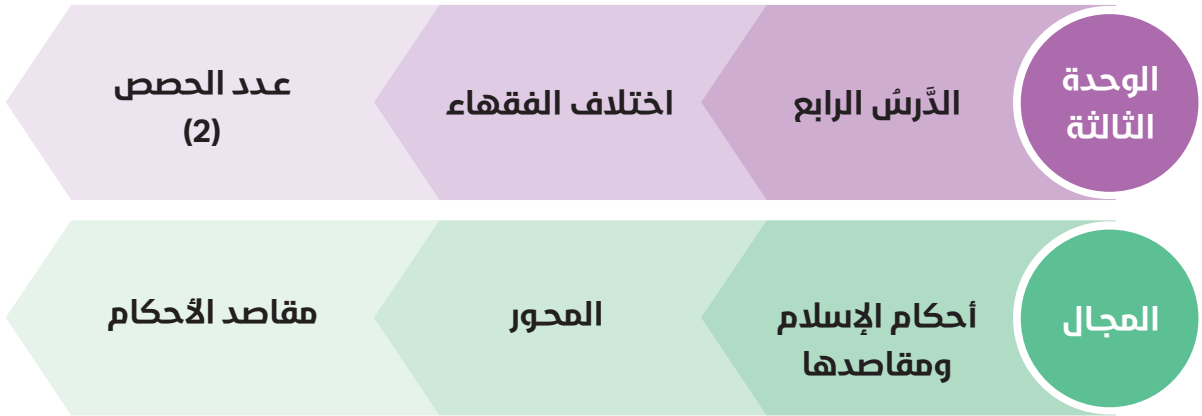 الوحدة
الثالثة
الدَّرسُ الرابع
اختلاف الفقهاء
عدد الحصص
(2)
المجال
أحكام الإسلام
ومقاصدها
المحور
مقاصد الأحكام